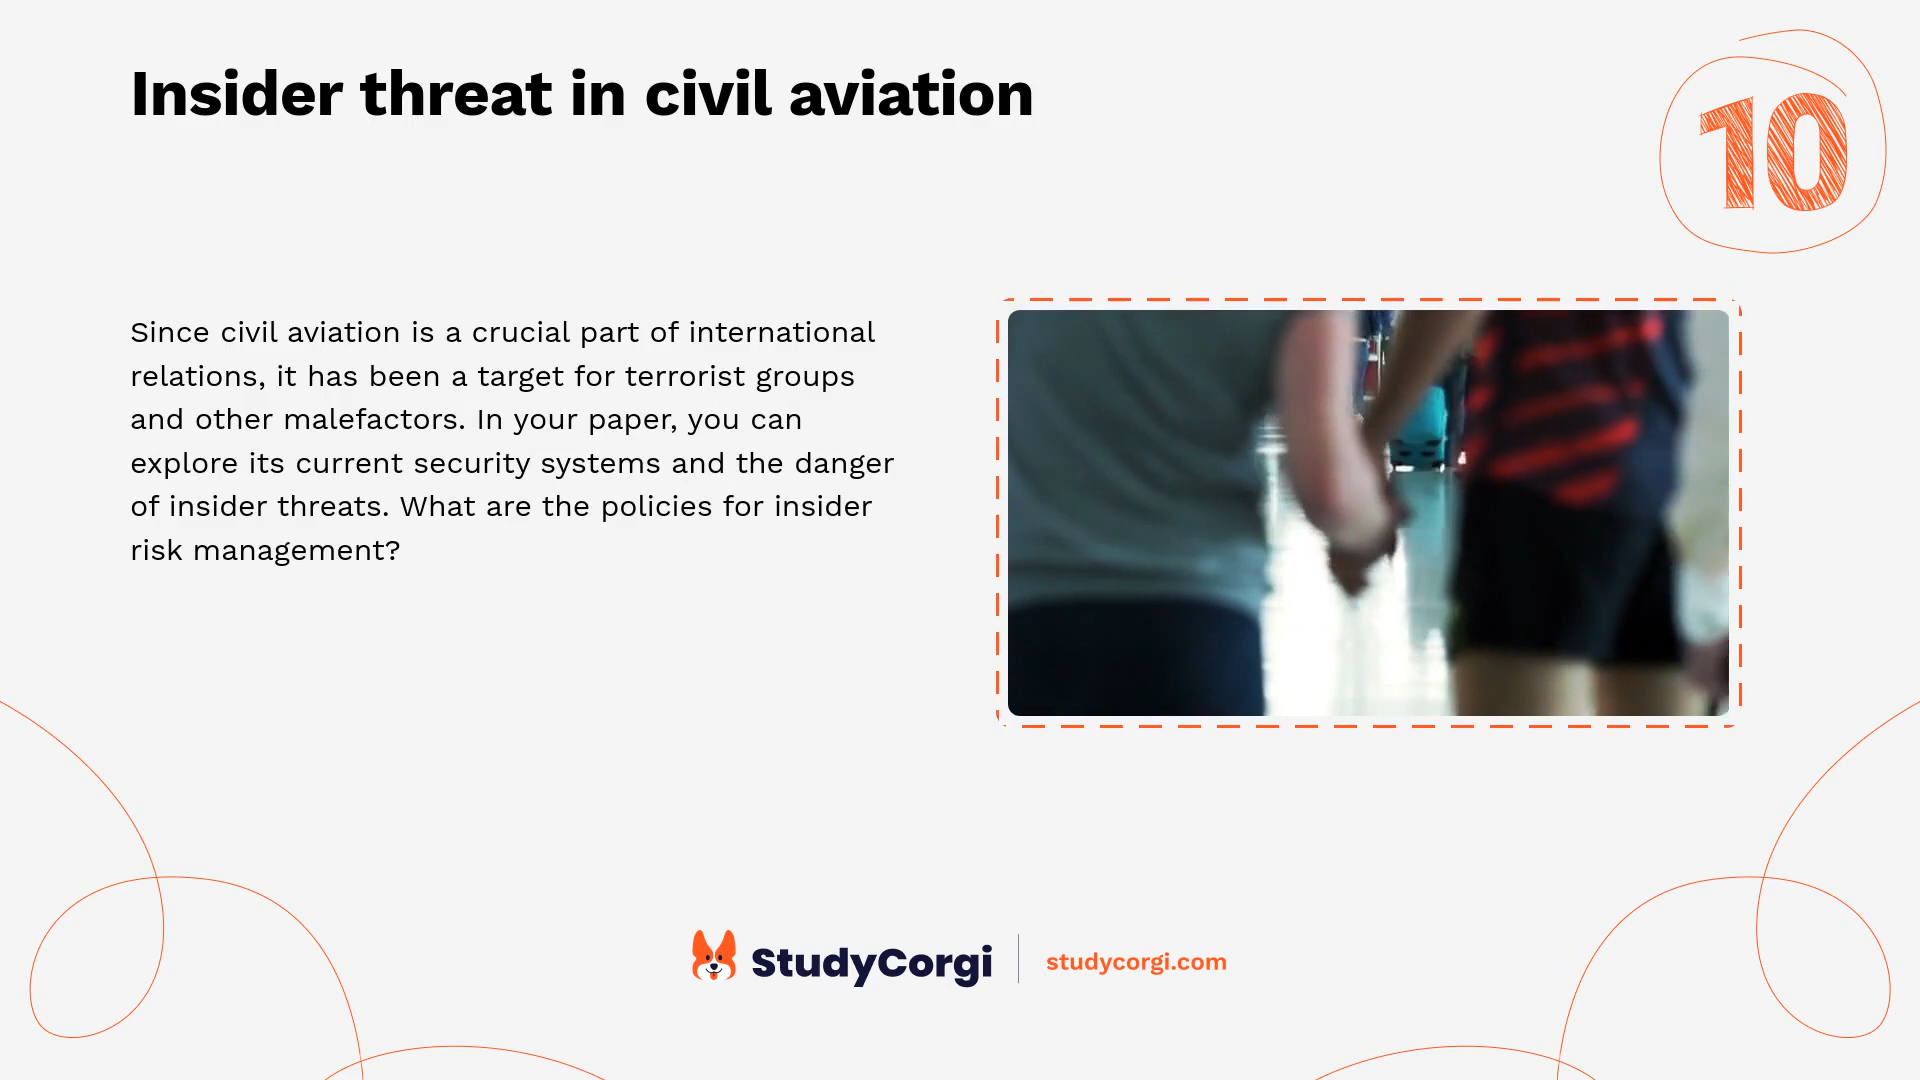 Insider threat in civil aviation
10
Since civil aviation is a crucial part of international
relations, it has been a target for terrorist groups
and other malefactors. In your paper, you can
explore its current security systems and the danger
of insider threats. What are the policies for insider
risk management?
StudyCorgi
studycorgi.com